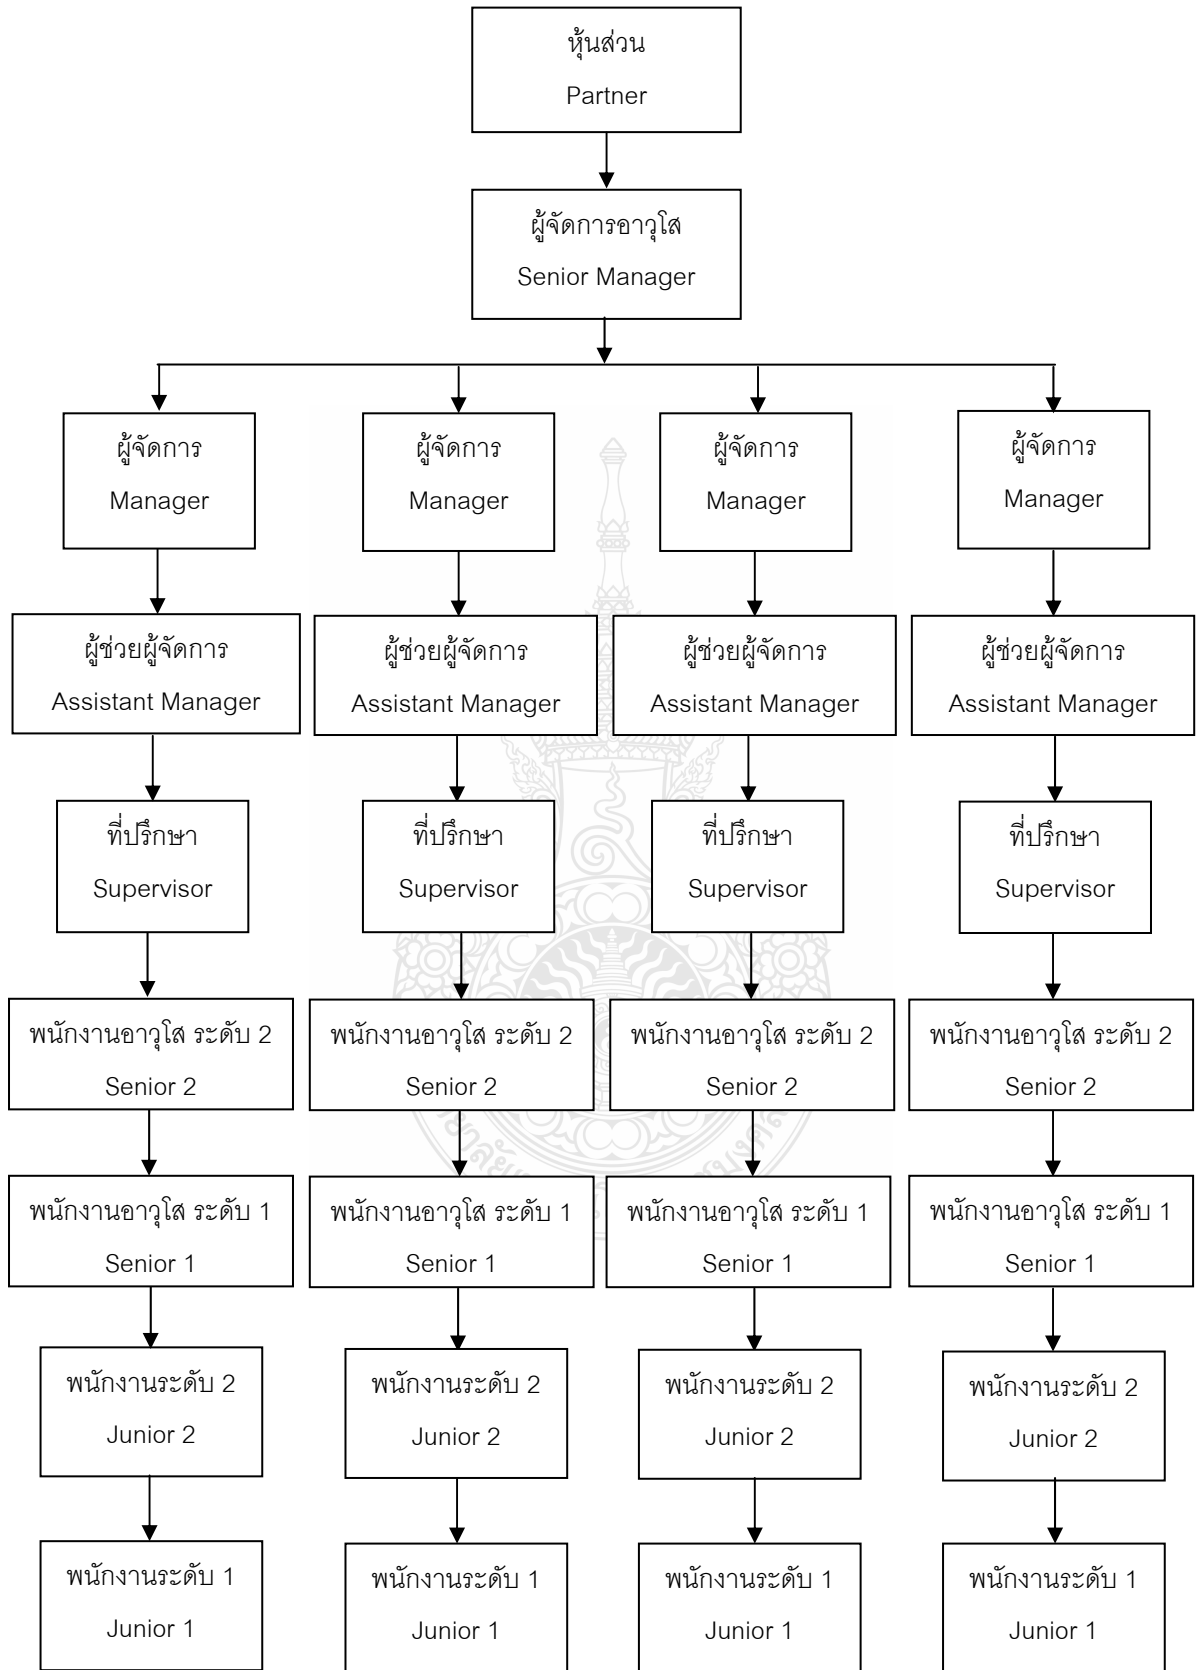 หุ้นส่วน
Partner
ผู้จัดการอาวุโส
Senior Manager
ผู้จัดการ
Manager
ผู้จัดการ
Manager
ผู้จัดการ
Manager
ผู้จัดการ
Manager
ผู้ช่วยผู้จัดการ
Assistant Manager
ผู้ช่วยผู้จัดการ
Assistant Manager
ผู้ช่วยผู้จัดการ
Assistant Manager
ผู้ช่วยผู้จัดการ
Assistant Manager
ที่ปรึกษา
Supervisor
ที่ปรึกษา
Supervisor
ที่ปรึกษา
Supervisor
ที่ปรึกษา
Supervisor
พนักงานอาวุโส ระดับ 2
Senior 2
พนักงานอาวุโส ระดับ 2
Senior 2
พนักงานอาวุโส ระดับ 2
Senior 2
พนักงานอาวุโส ระดับ 2
Senior 2
พนักงานอาวุโส ระดับ 1
Senior 1
พนักงานอาวุโส ระดับ 1
Senior 1
พนักงานอาวุโส ระดับ 1
Senior 1
พนักงานอาวุโส ระดับ 1
Senior 1
พนักงานระดับ 2
Junior 2
พนักงานระดับ 2
Junior 2
พนักงานระดับ 2
Junior 2
พนักงานระดับ 2
Junior 2
พนักงานระดับ 1
Junior 1
พนักงานระดับ 1
Junior 1
พนักงานระดับ 1
Junior 1
พนักงานระดับ 1
Junior 1